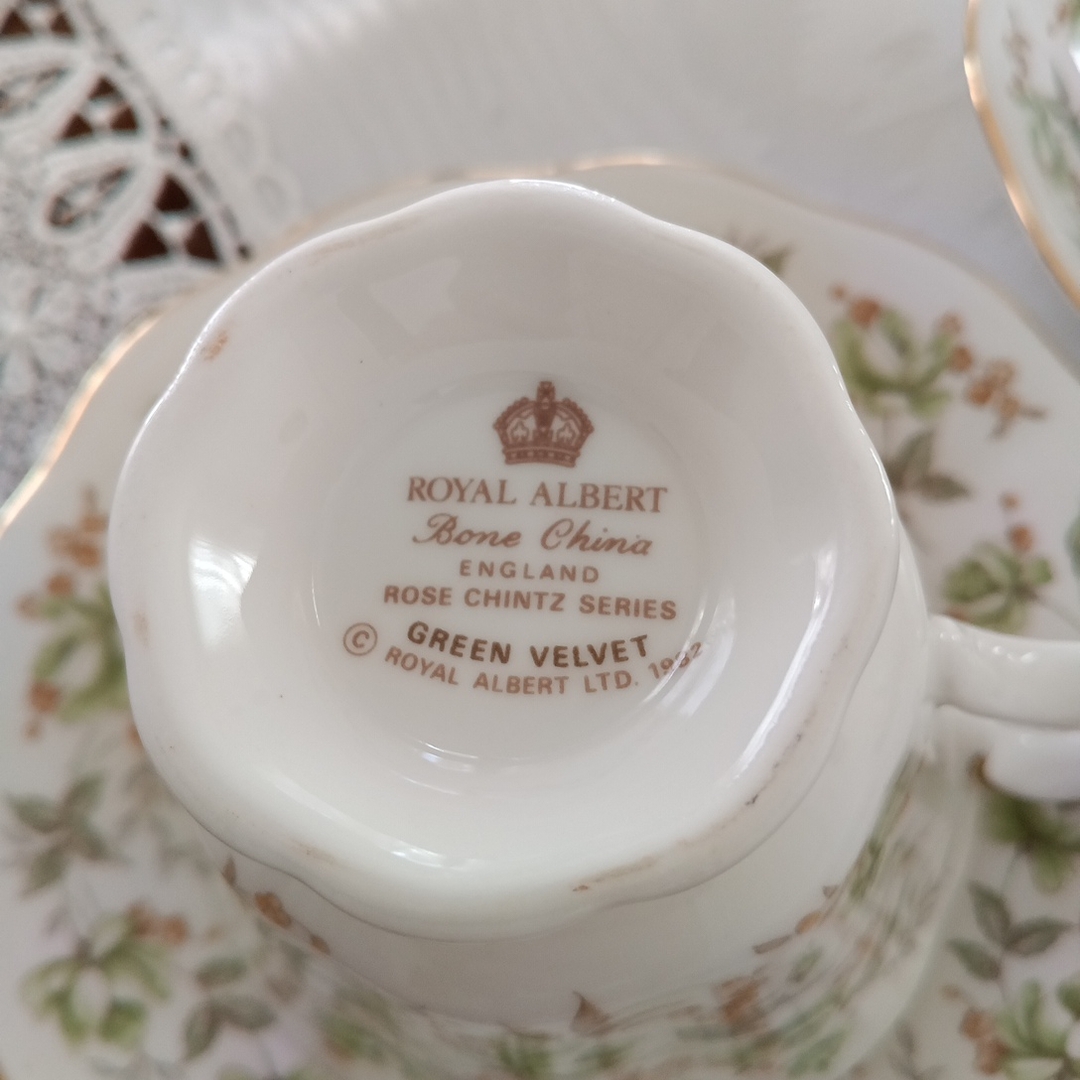 ROYAL ALBERT
Bone China
ENGLAND
ROSE CHINTZ SERIES
GREEN VELVET
© ROYAL ALBERT LTD. 1982